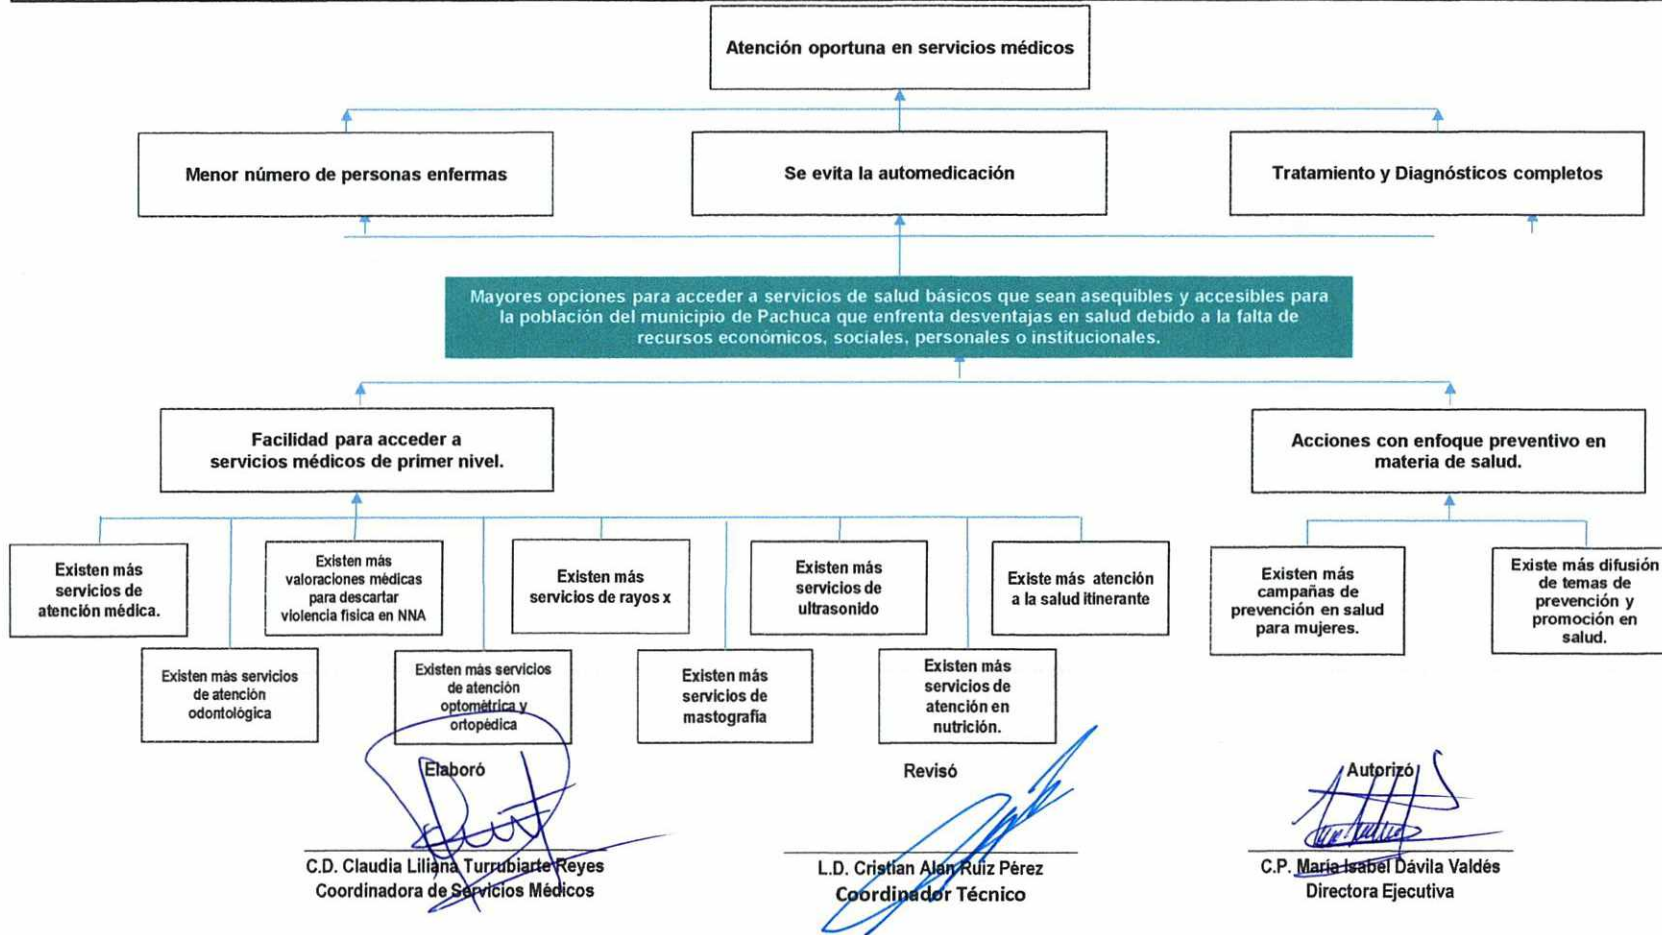 Atención oportuna en servicios médicos
Menor número de personas enfermas
Se evita la automedicación
Tratamiento y Diagnósticos completos
Mayores opciones para acceder a servicios de salud básicos que sean asequibles y accesibles para
la población del municipio de Pachuca que enfrenta desventajas en salud debido a la falta de
recursos económicos, sociales, personales o institucionales.
Facilidad para acceder a
servicios médicos de primer nivel.
Acciones con enfoque preventivo en
materia de salud.
Existen más
servicios de
atención médica.
Existen más
valoraciones médicas
para descartar
violencia física en NNA
Existen más
servicios de rayos x
Existen más
servicios de
ultrasonido
Existe más atención
a la salud itinerante
Existen más
campañas de
prevención en salud
para mujeres.
Existe más difusión
de temas de
prevención y
promoción en
salud.
Existen más servicios
de atención
odontológica
Existen más servicios
de atención
optométrica y
ortopédica
Existen más
servicios de
mastografía
Existen más
servicios de
atención en
nutrición.
Elaboró
Revisó
Autorizó
C.D. Claudia Liliana Turrubiarte Reyes
Coordinadora de Servicios Médicos
L.D. Cristian Alan Ruiz Pérez
Coordinador Técnico
C.P. María Isabel Dávila Valdés
Directora Ejecutiva